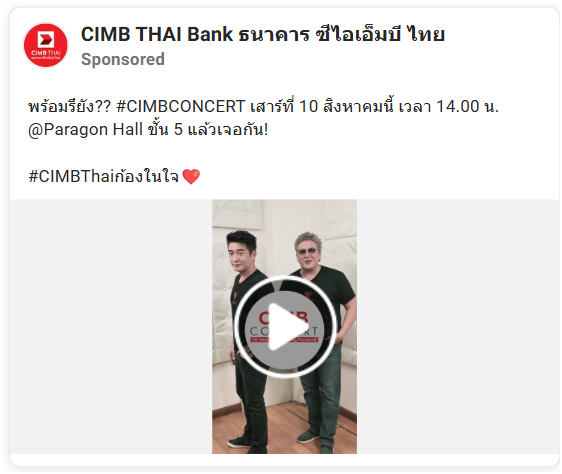 CIMB THAI Bank ธนาคาร ซีไอเอ็มบี ไทย
Sponsored
พร้อมรึยัง?? #CIMBCONCERT เสาร์ที่ 10 สิงหาคมนี้ เวลา 14.00 น.
@Paragon Hall ชั้น 5 แล้วเจอกัน!
#CIMBThaiก้องในใจ
CIMB THAI
CIMB
CONCERT
Forward